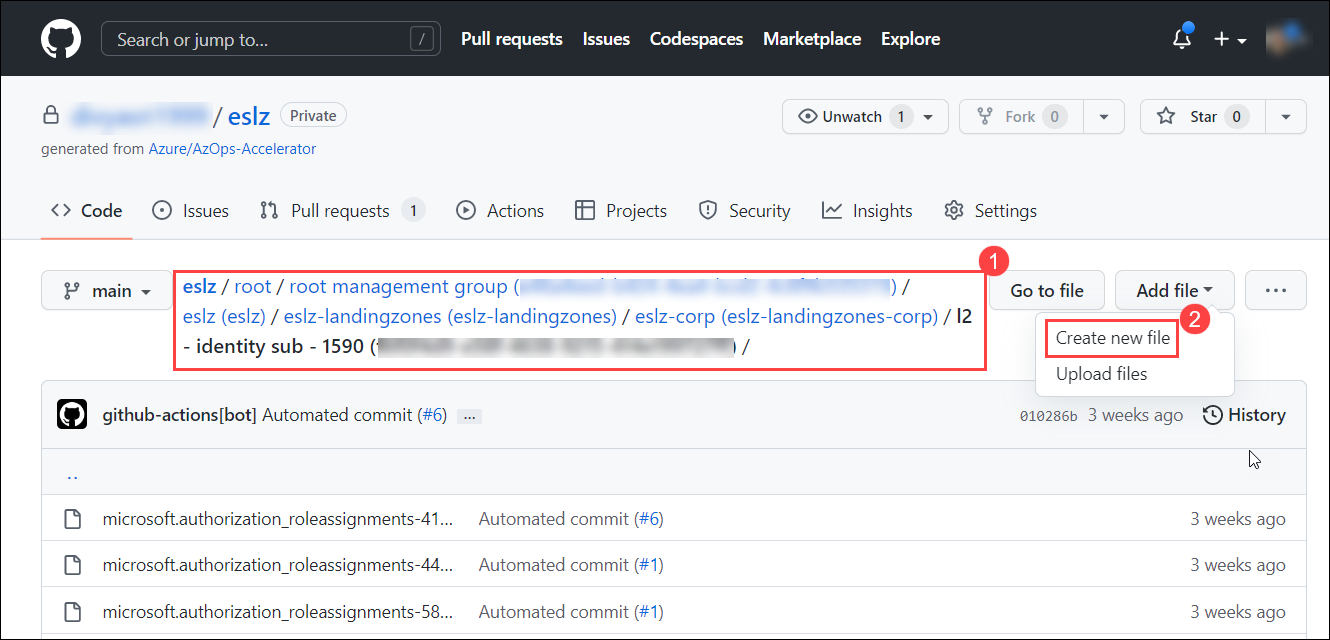 Search or jump to... / Pull requests Issues Codespaces Marketplace Explore
/ eslz Private Unwatch 1 Fork 0 Star 0
generated from Azure/AzOps-Accelerator
Code Issues Pull requests 1 Actions Projects Security Insights Settings
1
main eslz / root / root management group ( ) / Go to file Add file ...
eslz (eslz) / eslz-landingzones (eslz-landingzones) / eslz-corp (eslz-landingzones-corp) / l2
2
- identity sub - 1590 ( ) /
Create new file
Upload files
github-actions[bot] Automated commit (#6) ... 010286b 3 weeks ago History
..
microsoft.authorization_roleassignments-41... Automated commit (#6) 3 weeks ago
microsoft.authorization_roleassignments-44... Automated commit (#1) 3 weeks ago
microsoft.authorization_roleassignments-58... Automated commit (#1) 3 weeks ago